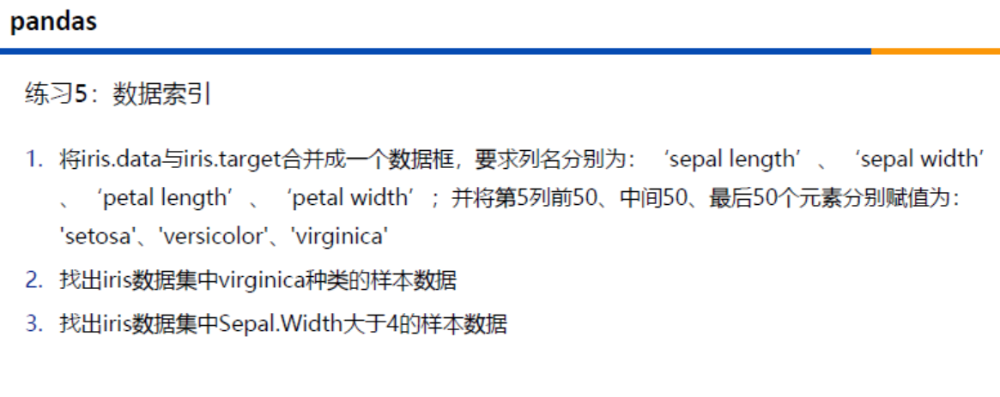 pandas
练习5：数据索引
1. 将iris.data与iris.target合并成一个数据框，要求列名分别为：‘sepal length’、‘sepal width’
、‘petal length’、‘petal width’；并将第5列前50、中间50、最后50个元素分别赋值为：
'setosa'、'versicolor'、'virginica'
2. 找出iris数据集中virginica种类的样本数据
3. 找出iris数据集中Sepal.Width大于4的样本数据